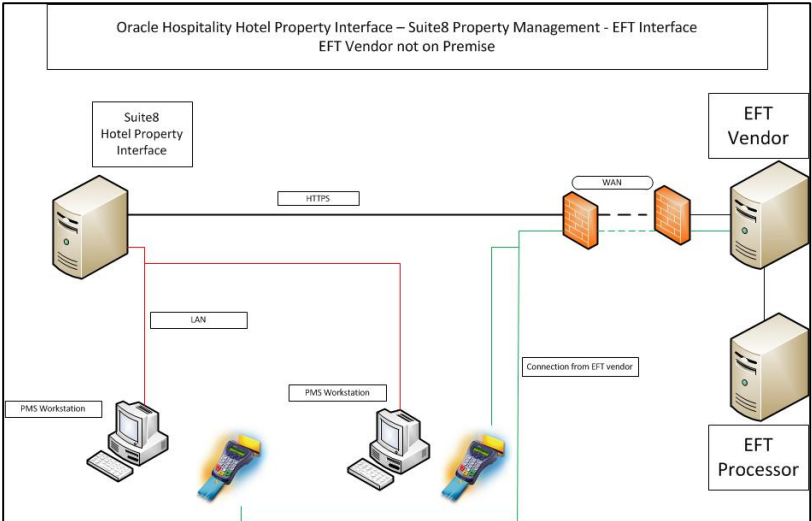 Oracle Hospitality Hotel Property Interface – Suite8 Property Management - EFT Interface
EFT Vendor not on Premise
Suite8
Hotel Property
Interface
EFT
Vendor
WAN
HTTPS
LAN
Connection from EFT vendor
PMS Workstation
PMS Workstation
EFT
Processor